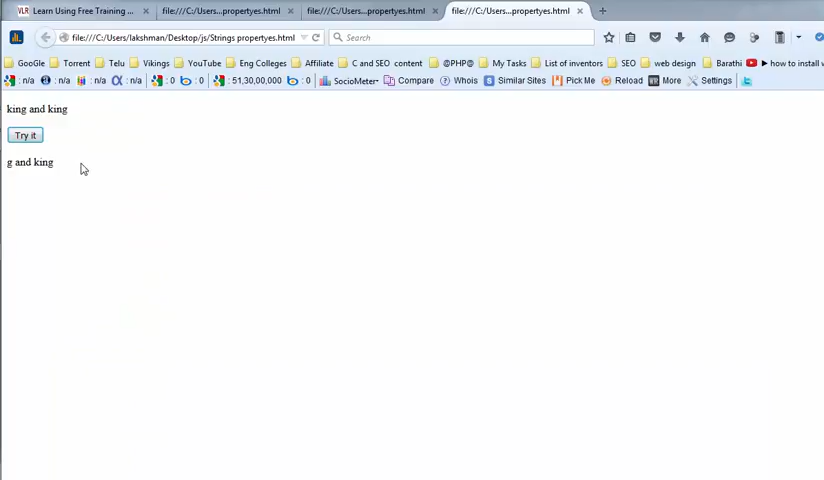 VLR Learn Using Free Training ... file:///C:/Users...propertyes.html file:///C:/Users...propertyes.html file:///C:/Users...propertyes.html
file:///C:/Users/lakshman/Desktop/js/Strings propertyes.html Search
GooGle Torrent Telu Vikings YouTube Eng Colleges Affiliate C and SEO content @PHP@ My Tasks List of inventors SEO web design Barathi how to install w
: n/a : n/a : n/a : n/a : 0 : 0 : 51,30,00,000 : 0 SocioMeter Compare Whois Similar Sites Pick Me Reload WR More Settings
king and king
Try it
g and king